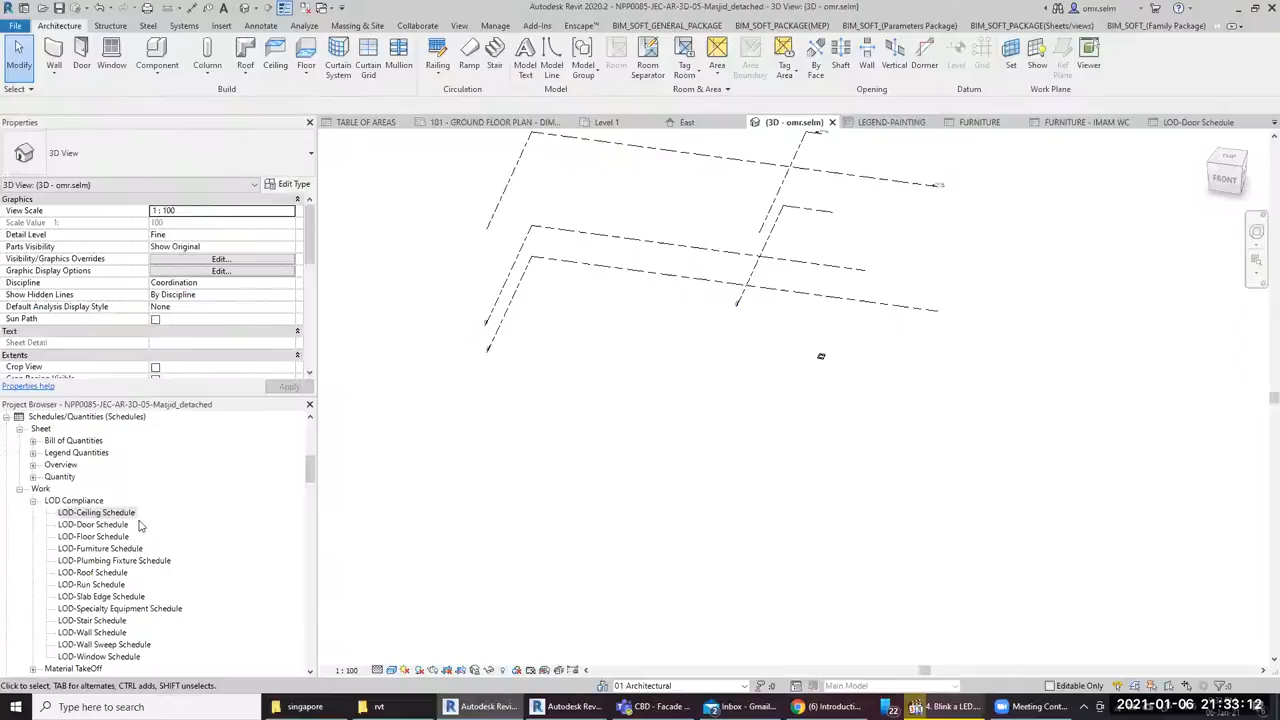 Autodesk Revit 2020.2 - NPP0085-JEC-AR-3D-05-Masjid_detached - 3D View: {3D - omr.selm}
omr.selm
File Architecture Structure Steel Systems Insert Annotate Analyze Massing & Site Collaborate View Manage Add-Ins Enscape™ BIM_SOFT_GENERAL_PACKAGE BIM_SOFT_PACKAGE(MEP) BIM_SOFT_(Parameters Package) BIM_SOFT_PACKAGE(Sheets/views) BIM_SOFT_(Family Package)
Modify Wall Door Window Component Column Roof Ceiling Floor Curtain System Curtain Grid Mullion Railing Ramp Stair Model Text Model Line Model Group Room Room Separator Tag Room Area Area Boundary Tag Area By Face Shaft Wall Vertical Dormer Level Grid Set Show Ref Plane Viewer
Select Build Circulation Model Room & Area Opening Datum Work Plane
Properties
TABLE OF AREAS 101 - GROUND FLOOR PLAN - DIM... Level 1 East {3D - omr.selm} LEGEND-PAINTING FURNITURE FURNITURE - IMAM WC LOD-Door Schedule
3D View
TOP
FRONT
3D View: {3D - omr.selm} Edit Type
Graphics
View Scale 1 : 100
Scale Value 1: 100
Detail Level Fine
Parts Visibility Show Original
Visibility/Graphics Overrides Edit...
Graphic Display Options Edit...
Discipline Coordination
Show Hidden Lines By Discipline
Default Analysis Display Style None
Sun Path
Text
Sheet Detail
Extents
Crop View
Properties help Apply
Project Browser - NPP0085-JEC-AR-3D-05-Masjid_detached
Schedules/Quantities (Schedules)
Sheet
Bill of Quantities
Legend Quantities
Overview
Quantity
Work
LOD Compliance
LOD-Ceiling Schedule
LOD-Door Schedule
LOD-Floor Schedule
LOD-Furniture Schedule
LOD-Plumbing Fixture Schedule
LOD-Roof Schedule
LOD-Run Schedule
LOD-Slab Edge Schedule
LOD-Specialty Equipment Schedule
LOD-Stair Schedule
LOD-Wall Schedule
LOD-Wall Sweep Schedule
LOD-Window Schedule
Material TakeOff
1 : 100
Click to select, TAB for alternates, CTRL adds, SHIFT unselects.
01 Architectural :0 Main Model Editable Only :0
Type here to search singapore rvt Autodesk Revi... Autodesk Rev... CBD - Facade ... Inbox - Gmail ... (6) Introducti... 22 4. Blink a LED... Meeting Cont...
2021-01-06 21:33:12